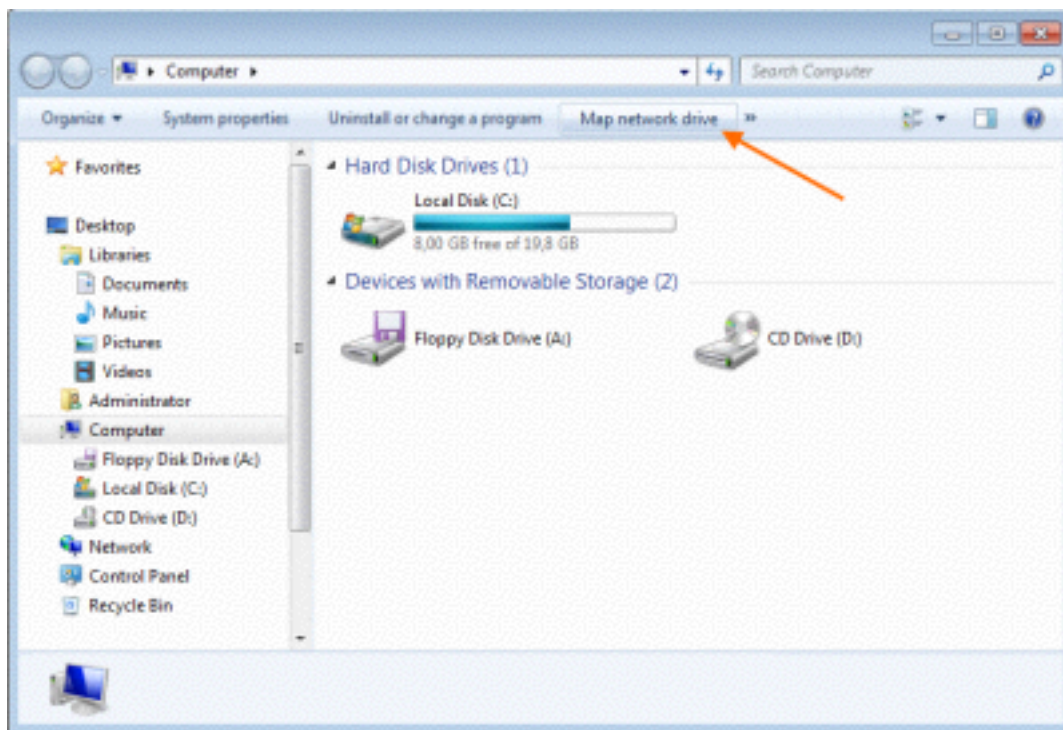 Computer
Search Computer
Organize
System properties
Uninstall or change a program
Map network drive
»
Favorites
Desktop
Libraries
Documents
Music
Pictures
Videos
Administrator
Computer
Floppy Disk Drive (A:)
Local Disk (C:)
CD Drive (D:)
Network
Control Panel
Recycle Bin
Hard Disk Drives (1)
Local Disk (C:)
8,00 GB free of 19,8 GB
Devices with Removable Storage (2)
Floppy Disk Drive (A:)
CD Drive (D:)